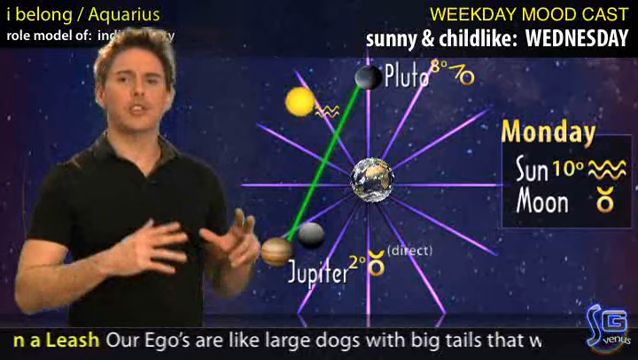 i belong / Aquarius
WEEKDAY MOOD CAST
role model of:
sunny & childlike: WEDNESDAY
Pluto 8° ♑
♒
Monday
Sun 10° ♒
Moon ♉
Jupiter 2° ♉ (direct)
SG
venus
n a Leash Our Ego's are like large dogs with big tails that w